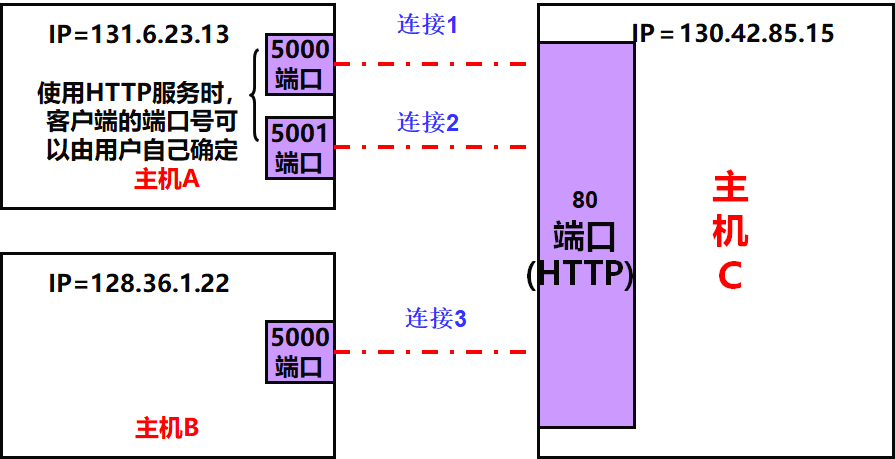 IP=131.6.23.13
5000
端口
使用HTTP服务时，
客户端的端口号可
以由用户自己确定
5001
端口
主机A
连接1
连接2
IP=128.36.1.22
5000
端口
主机B
连接3
IP＝130.42.85.15
80
端口
(HTTP)
主
机
C